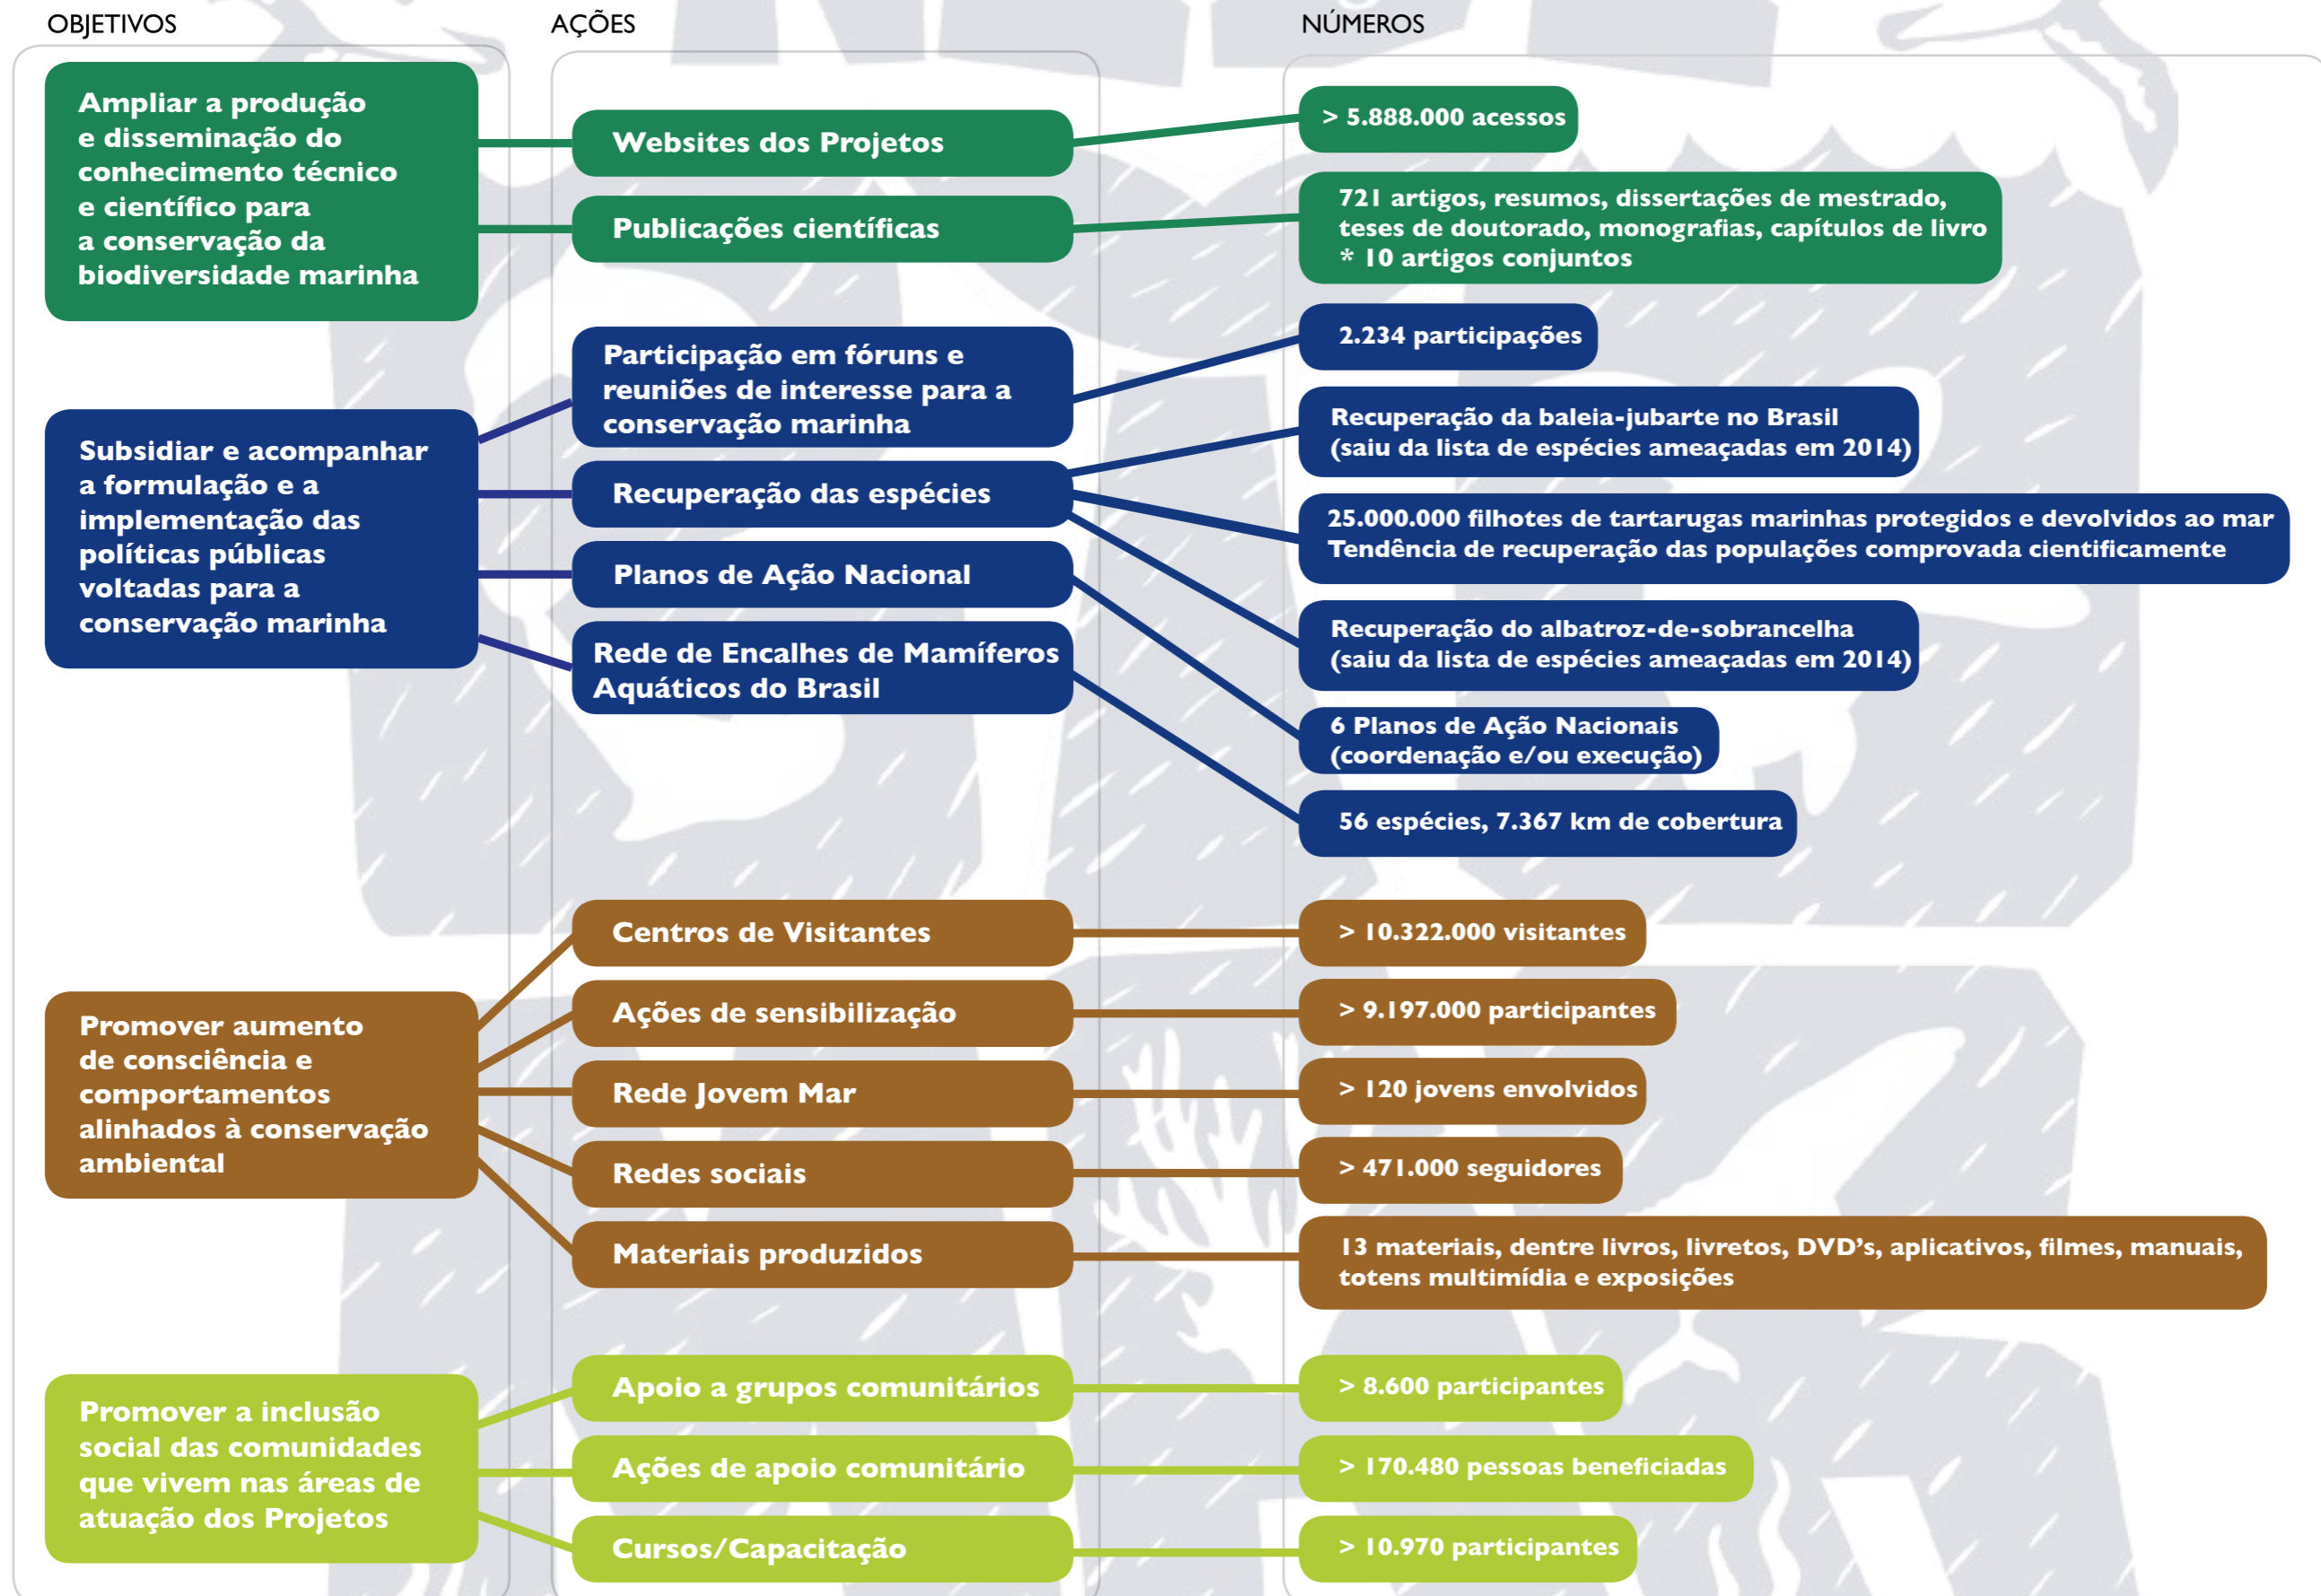 OBJETIVOS
AÇÕES
NÚMEROS
Ampliar a produção
e disseminação do
conhecimento técnico
e científico para
a conservação da
biodiversidade marinha
Websites dos Projetos
> 5.888.000 acessos
Publicações científicas
721 artigos, resumos, dissertações de mestrado,
teses de doutorado, monografias, capítulos de livro
* 10 artigos conjuntos
Subsidiar e acompanhar
a formulação e a
implementação das
políticas públicas
voltadas para a
conservação marinha
Participação em fóruns e
reuniões de interesse para a
conservação marinha
2.234 participações
Recuperação das espécies
Recuperação da baleia-jubarte no Brasil
(saiu da lista de espécies ameaçadas em 2014)
25.000.000 filhotes de tartarugas marinhas protegidos e devolvidos ao mar
Tendência de recuperação das populações comprovada cientificamente
Recuperação do albatroz-de-sobrancelha
(saiu da lista de espécies ameaçadas em 2014)
Planos de Ação Nacional
6 Planos de Ação Nacionais
(coordenação e/ou execução)
Rede de Encalhes de Mamíferos
Aquáticos do Brasil
56 espécies, 7.367 km de cobertura
Promover aumento
de consciência e
comportamentos
alinhados à conservação
ambiental
Centros de Visitantes
> 10.322.000 visitantes
Ações de sensibilização
> 9.197.000 participantes
Rede Jovem Mar
> 120 jovens envolvidos
Redes sociais
> 471.000 seguidores
Materiais produzidos
13 materiais, dentre livros, livretos, DVD's, aplicativos, filmes, manuais,
totens multimídia e exposições
Promover a inclusão
social das comunidades
que vivem nas áreas de
atuação dos Projetos
Apoio a grupos comunitários
> 8.600 participantes
Ações de apoio comunitário
> 170.480 pessoas beneficiadas
Cursos/Capacitação
> 10.970 participantes